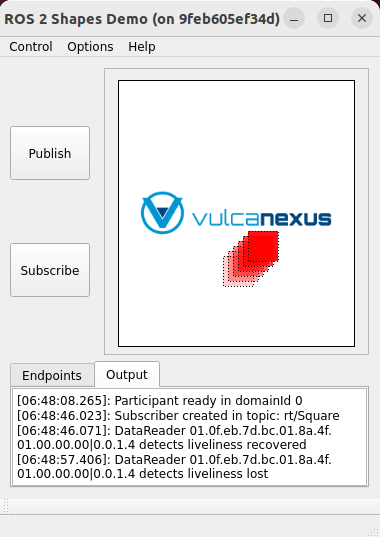 ROS 2 Shapes Demo (on 9feb605ef34d)
Control Options Help
Publish
vulcanexus
Subscribe
Endpoints Output
[06:48:08.265]: Participant ready in domainId 0
[06:48:46.023]: Subscriber created in topic: rt/Square
[06:48:46.071]: DataReader 01.0f.eb.7d.bc.01.8a.4f.
01.00.00.00|0.0.1.4 detects liveliness recovered
[06:48:57.406]: DataReader 01.0f.eb.7d.bc.01.8a.4f.
01.00.00.00|0.0.1.4 detects liveliness lost